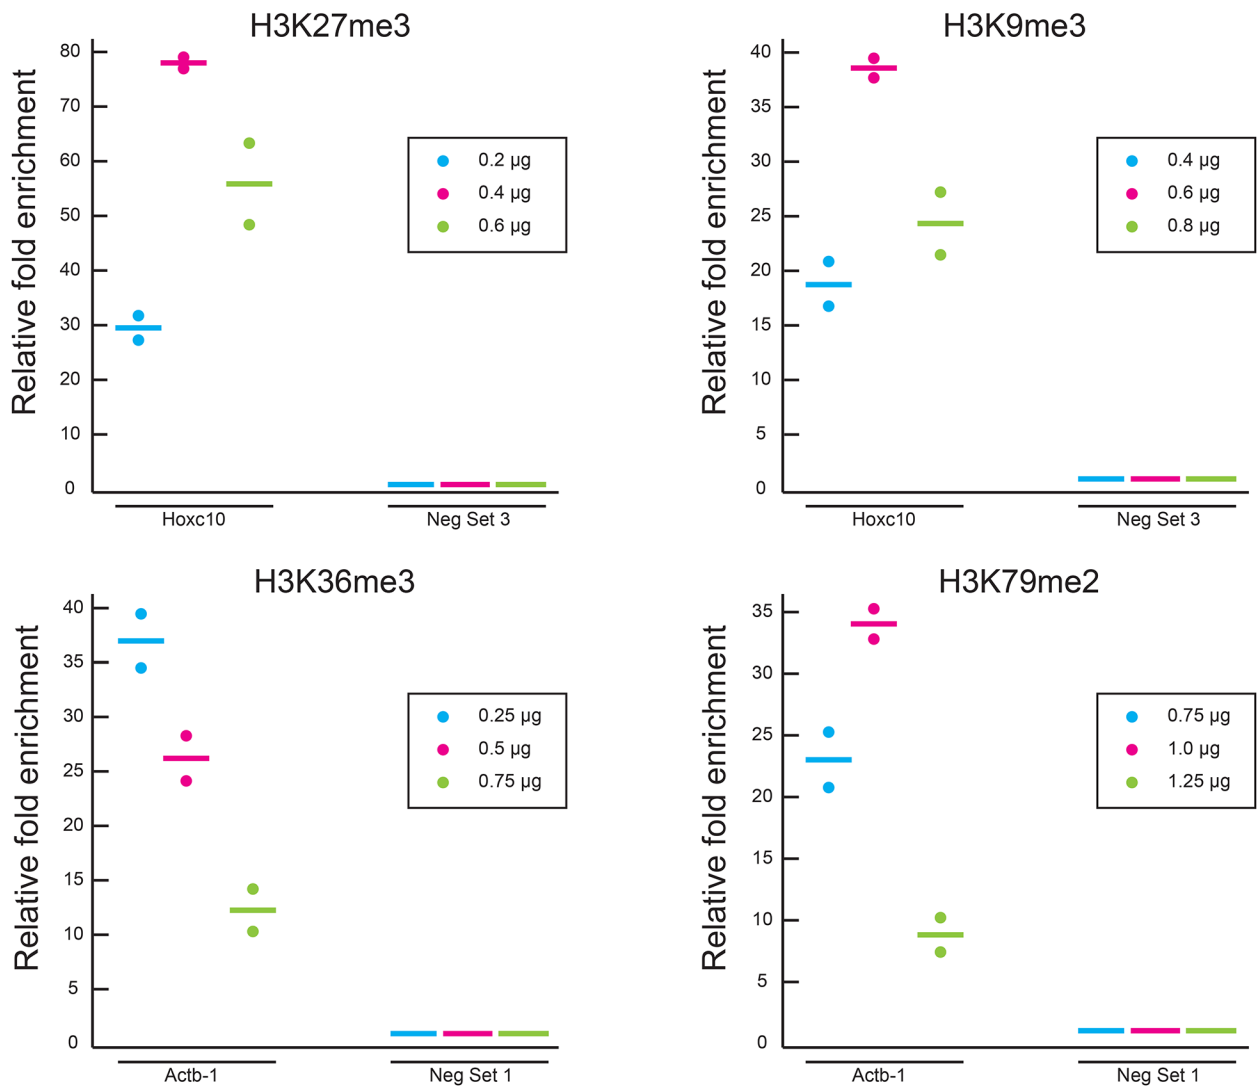 H3K27me3
Relative fold enrichment
80
70
60
50
40
30
20
10
0
0.2 µg
0.4 µg
0.6 µg
Hoxc10
Neg Set 3
H3K9me3
Relative fold enrichment
40
35
30
25
20
15
10
5
0
0.4 µg
0.6 µg
0.8 µg
Hoxc10
Neg Set 3
H3K36me3
Relative fold enrichment
40
35
30
25
20
15
10
5
0
0.25 µg
0.5 µg
0.75 µg
Actb-1
Neg Set 1
H3K79me2
Relative fold enrichment
35
30
25
20
15
10
5
0
0.75 µg
1.0 µg
1.25 µg
Actb-1
Neg Set 1